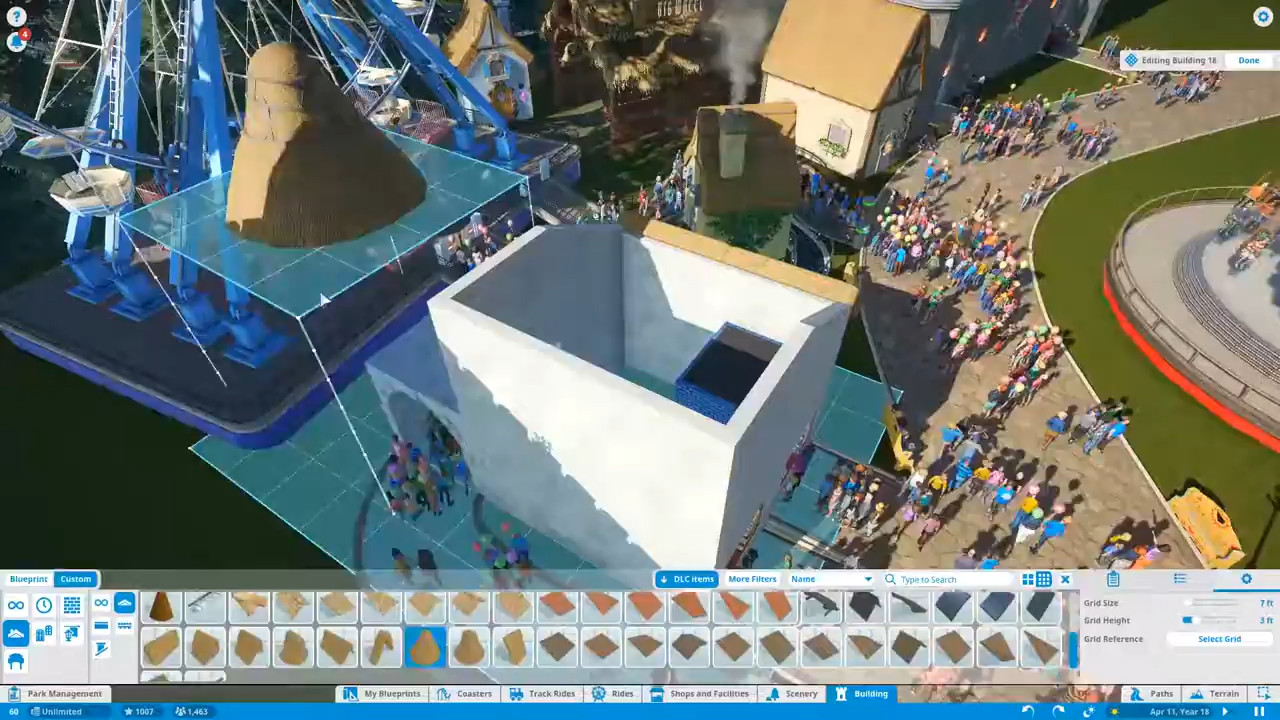 ?
4
Editing Building 18 Done
Blueprint Custom DLC items More Filters Name Type to Search
Grid Size 7 ft
Grid Height 3 ft
Grid Reference Select Grid
Park Management My Blueprints Coasters Track Rides Rides Shops and Facilities Scenery Building Paths Terrain
60 Unlimited 1007 1,463 Apr 11, Year 18